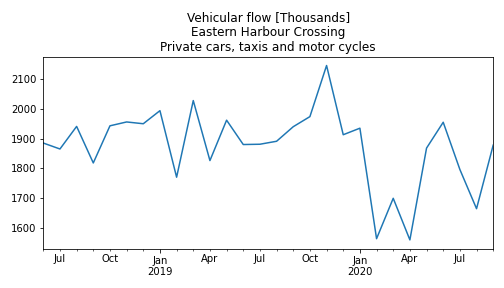 Vehicular flow [Thousands]
Eastern Harbour Crossing
Private cars, taxis and motor cycles
2100
2000
1900
1800
1700
1600
Jul Oct Jan Apr Jul Oct Jan Apr Jul
2019 2020